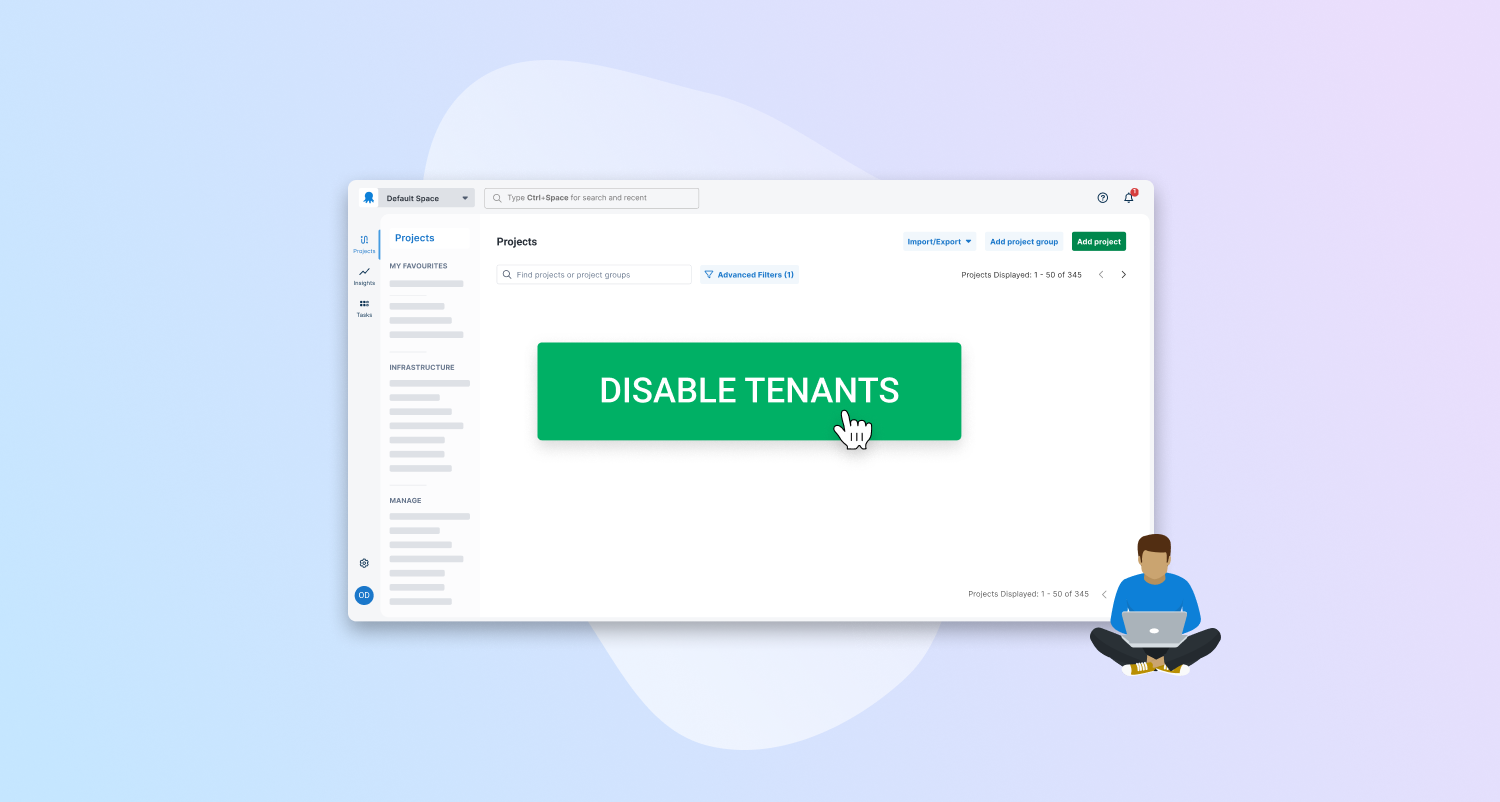 Default Space
Type Ctrl+Space for search and recent
1
Projects
Insights
Tasks
OD
Projects
MY FAVOURITES
INFRASTRUCTURE
MANAGE
Projects
Import/Export
Add project group
Add project
Find projects or project groups
Advanced Filters (1)
Projects Displayed: 1 - 50 of 345
DISABLE TENANTS
Projects Displayed: 1 - 50 of 345